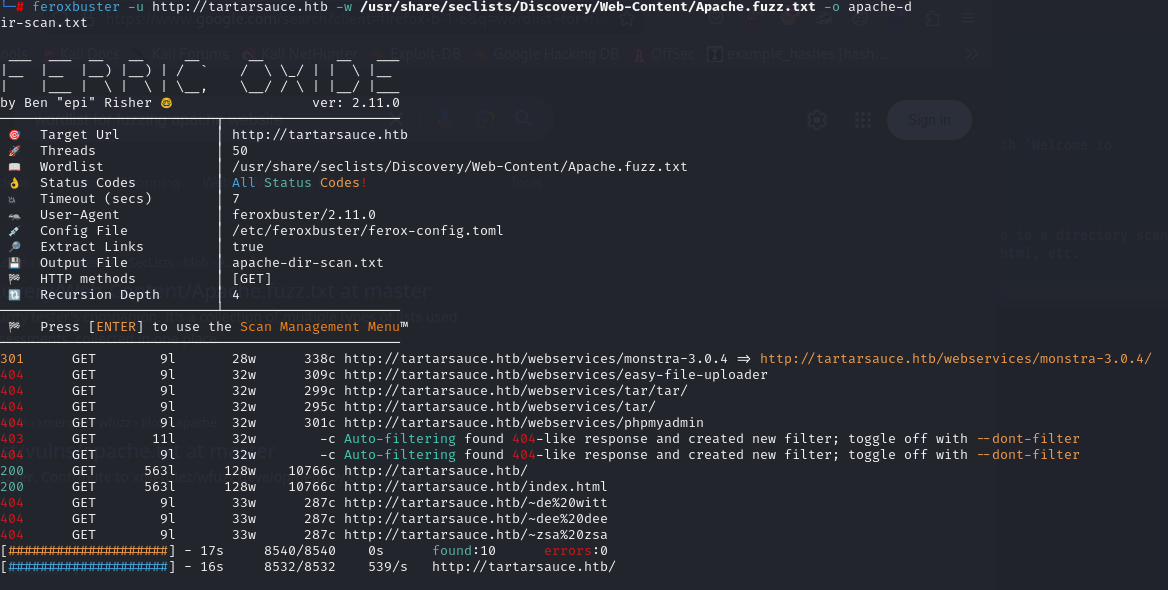 └─# feroxbuster -u http://tartarsauce.htb -w /usr/share/seclists/Discovery/Web-Content/Apache.fuzz.txt -o apache-d
ir-scan.txt
FERRIC OXIDE
by Ben "epi" Risher 🤓 ver: 2.11.0
🎯 Target Url │ http://tartarsauce.htb
🚀 Threads │ 50
📖 Wordlist │ /usr/share/seclists/Discovery/Web-Content/Apache.fuzz.txt
👌 Status Codes │ All Status Codes!
💥 Timeout (secs) │ 7
🦡 User-Agent │ feroxbuster/2.11.0
💉 Config File │ /etc/feroxbuster/ferox-config.toml
🔎 Extract Links │ true
💾 Output File │ apache-dir-scan.txt
🏁 HTTP methods │ [GET]
🔃 Recursion Depth │ 4
🏁 Press [ENTER] to use the Scan Management Menu™
301 GET 9l 28w 338c http://tartarsauce.htb/webservices/monstra-3.0.4 => http://tartarsauce.htb/webservices/monstra-3.0.4/
404 GET 9l 32w 309c http://tartarsauce.htb/webservices/easy-file-uploader
404 GET 9l 32w 299c http://tartarsauce.htb/webservices/tar/tar/
404 GET 9l 32w 295c http://tartarsauce.htb/webservices/tar/
404 GET 9l 32w 301c http://tartarsauce.htb/webservices/phpmyadmin
403 GET 11l 32w -c Auto-filtering found 404-like response and created new filter; toggle off with --dont-filter
404 GET 9l 32w -c Auto-filtering found 404-like response and created new filter; toggle off with --dont-filter
200 GET 563l 128w 10766c http://tartarsauce.htb/
200 GET 563l 128w 10766c http://tartarsauce.htb/index.html
404 GET 9l 33w 287c http://tartarsauce.htb/~de%20witt
404 GET 9l 33w 287c http://tartarsauce.htb/~dee%20dee
404 GET 9l 33w 287c http://tartarsauce.htb/~zsa%20zsa
[####################] - 17s 8540/8540 0s found:10 errors:0
[####################] - 16s 8532/8532 539/s http://tartarsauce.htb/